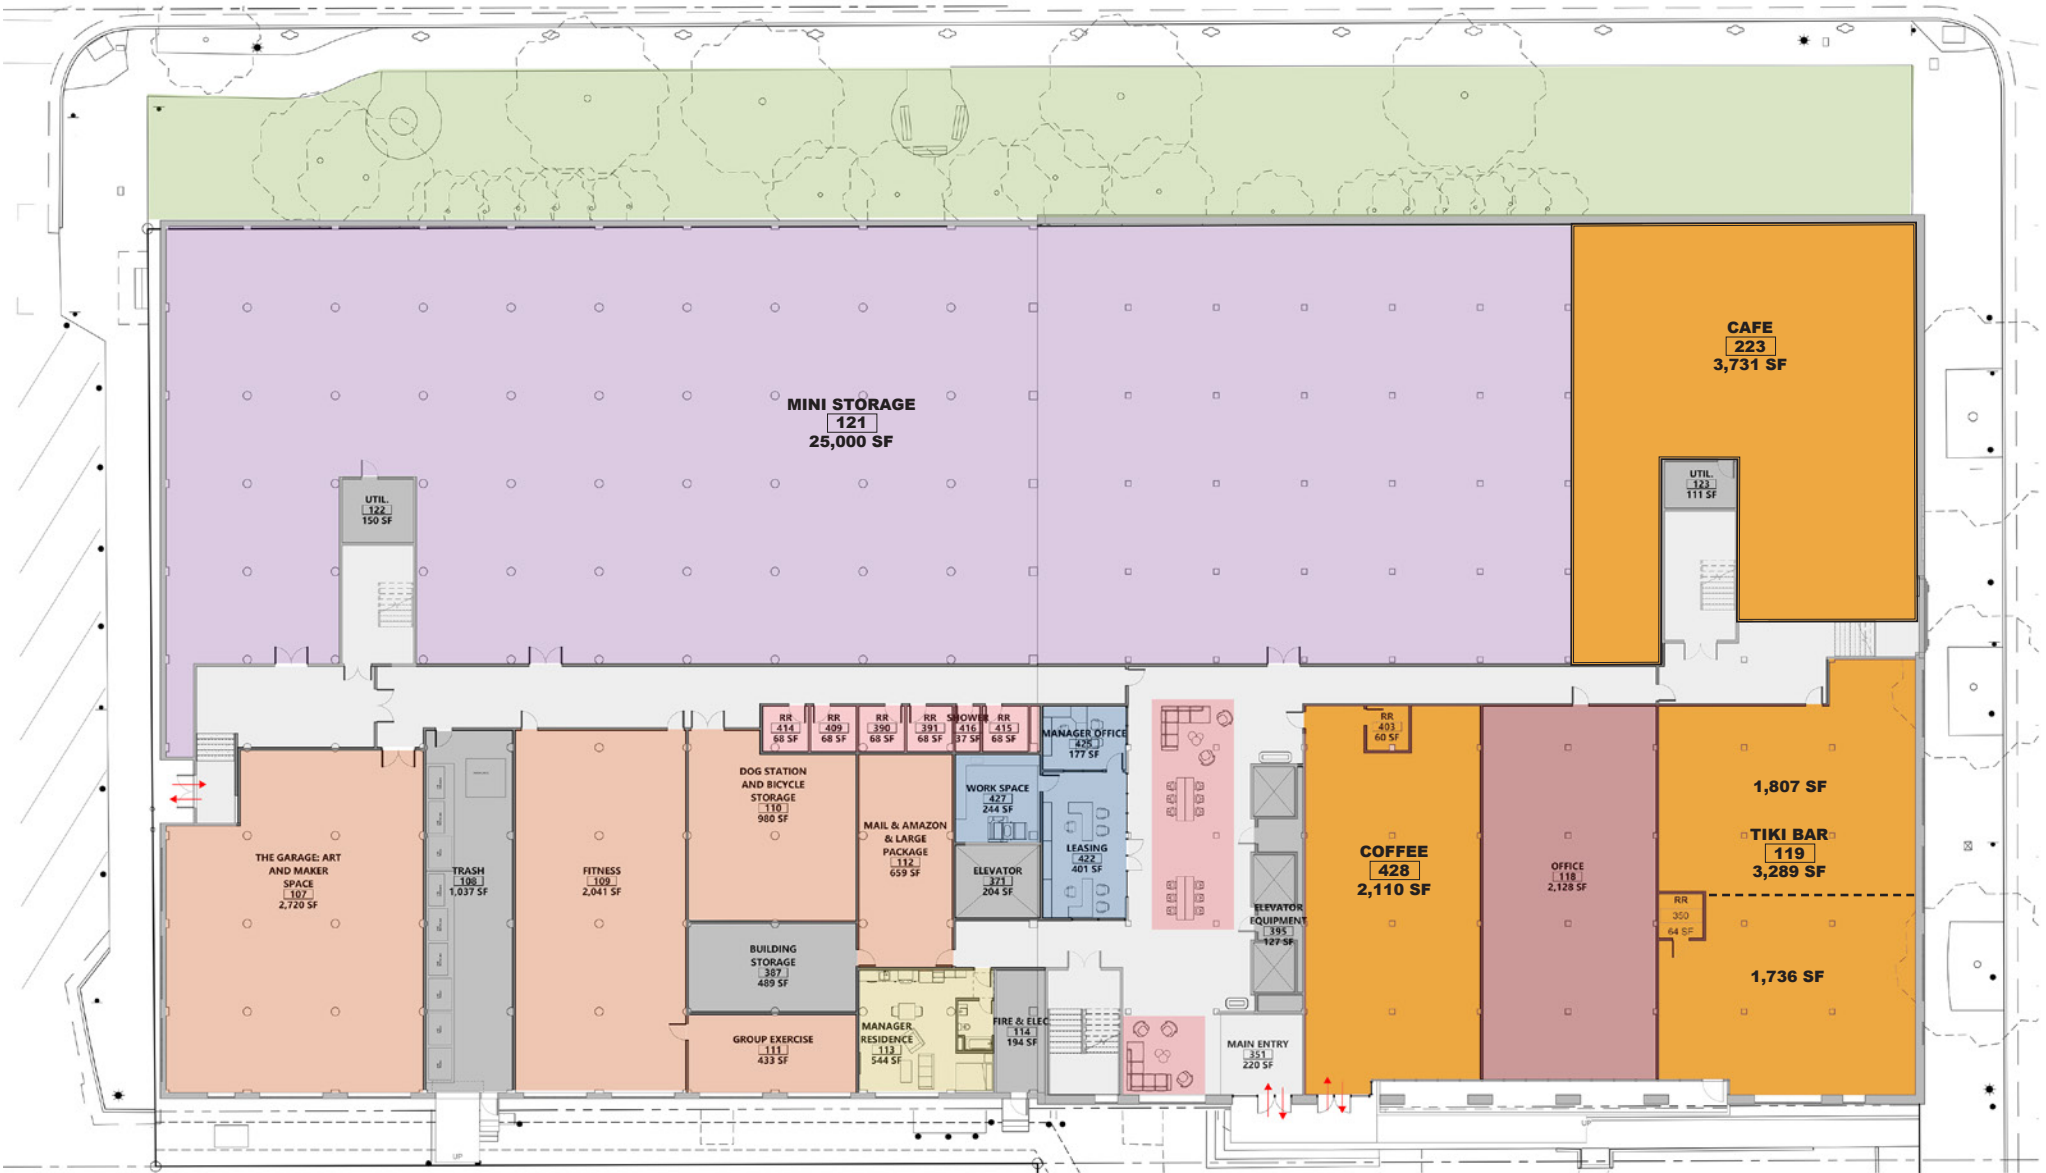 CAFE
223
3,731 SF
MINI STORAGE
121
25,000 SF
UTIL.
122
150 SF
UTIL.
123
111 SF
RR
414
68 SF
RR
409
68 SF
RR
390
68 SF
RR
391
68 SF
SHOWER
416
37 SF
RR
415
68 SF
MANAGER OFFICE
425
177 SF
RR
403
60 SF
DOG STATION
AND BICYCLE
STORAGE
110
980 SF
WORK SPACE
427
244 SF
1,807 SF
MAIL & AMAZON
& LARGE
PACKAGE
112
659 SF
LEASING
422
401 SF
TIKI BAR
119
3,289 SF
THE GARAGE: ART
AND MAKER
SPACE
107
2,720 SF
TRASH
108
1,037 SF
FITNESS
109
2,041 SF
ELEVATOR
371
204 SF
COFFEE
428
2,110 SF
OFFICE
118
2,128 SF
RR
350
64 SF
ELEVATOR
EQUIPMENT
395
127 SF
BUILDING
STORAGE
387
489 SF
1,736 SF
GROUP EXERCISE
111
433 SF
MANAGER
RESIDENCE
113
544 SF
FIRE & ELEC
114
194 SF
MAIN ENTRY
351
220 SF
UP
UP